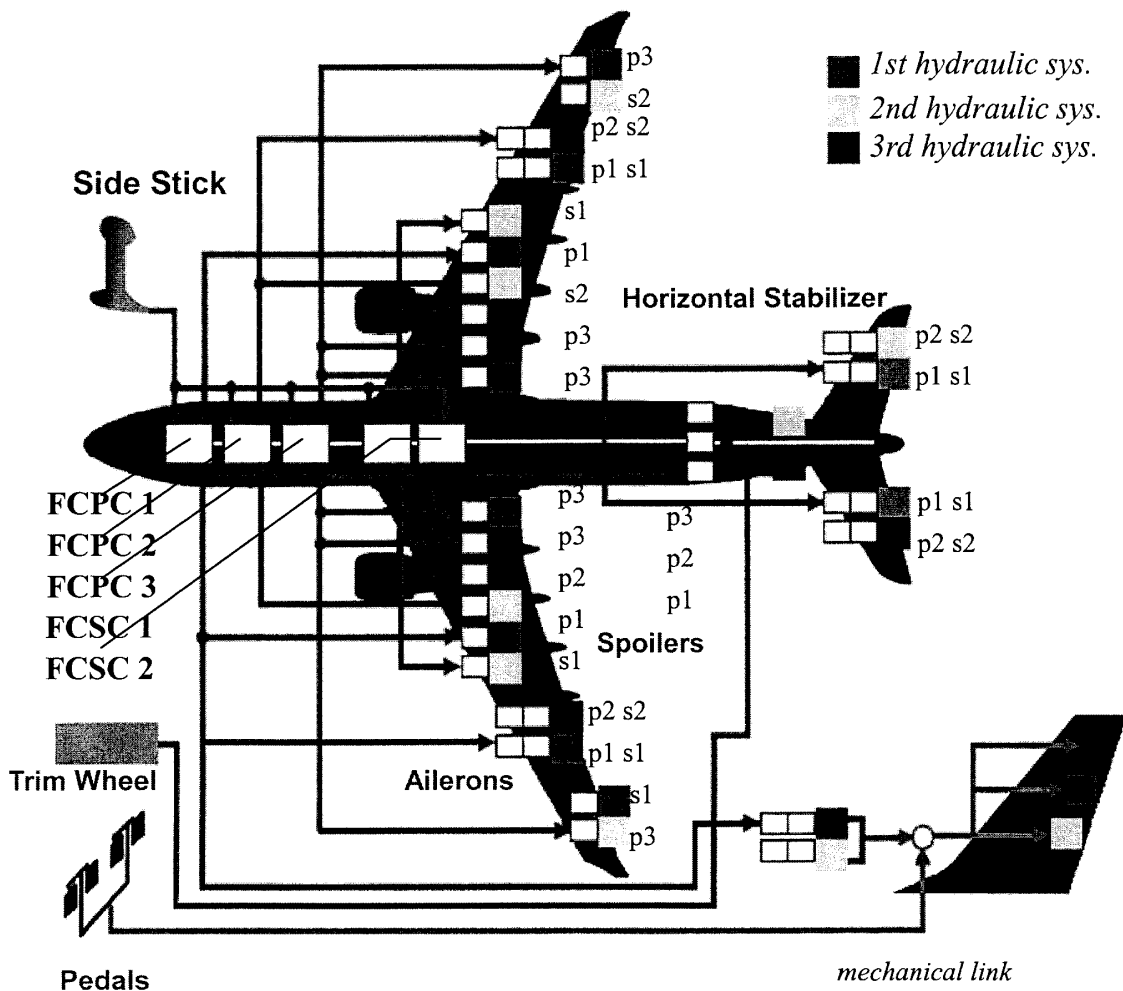 p3
1st hydraulic sys.
s2
2nd hydraulic sys.
p2 s2
3rd hydraulic sys.
p1 s1
Side Stick
s1
p1
s2
Horizontal Stabilizer
p3
p2 s2
p3
p1 s1
FCPC 1
FCPC 2
FCPC 3
FCSC 1
FCSC 2
p3
p3
p2
p1
s1
p3
p2
p1
p1 s1
p2 s2
Spoilers
p2 s2
p1 s1
Trim Wheel
Ailerons
s1
p3
Pedals
mechanical link